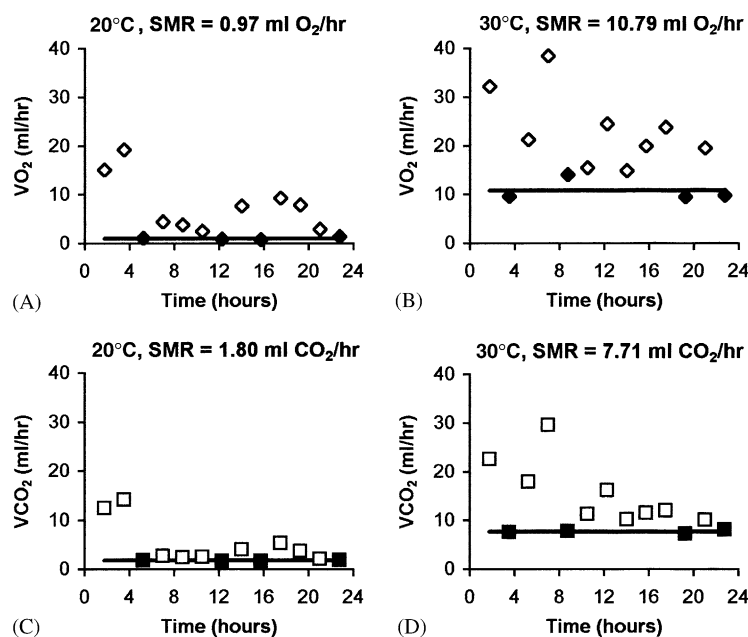 20°C, SMR = 0.97 ml O₂/hr
40
30
20
10
0
VO₂ (ml/hr)
0 4 8 12 16 20 24
(A) Time (hours)
30°C, SMR = 10.79 ml O₂/hr
40
30
20
10
0
VO₂ (ml/hr)
0 4 8 12 16 20 24
(B) Time (hours)
20°C, SMR = 1.80 ml CO₂/hr
40
30
20
10
0
VCO₂ (ml/hr)
0 4 8 12 16 20 24
(C) Time (hours)
30°C, SMR = 7.71 ml CO₂/hr
40
30
20
10
0
VCO₂ (ml/hr)
0 4 8 12 16 20 24
(D) Time (hours)